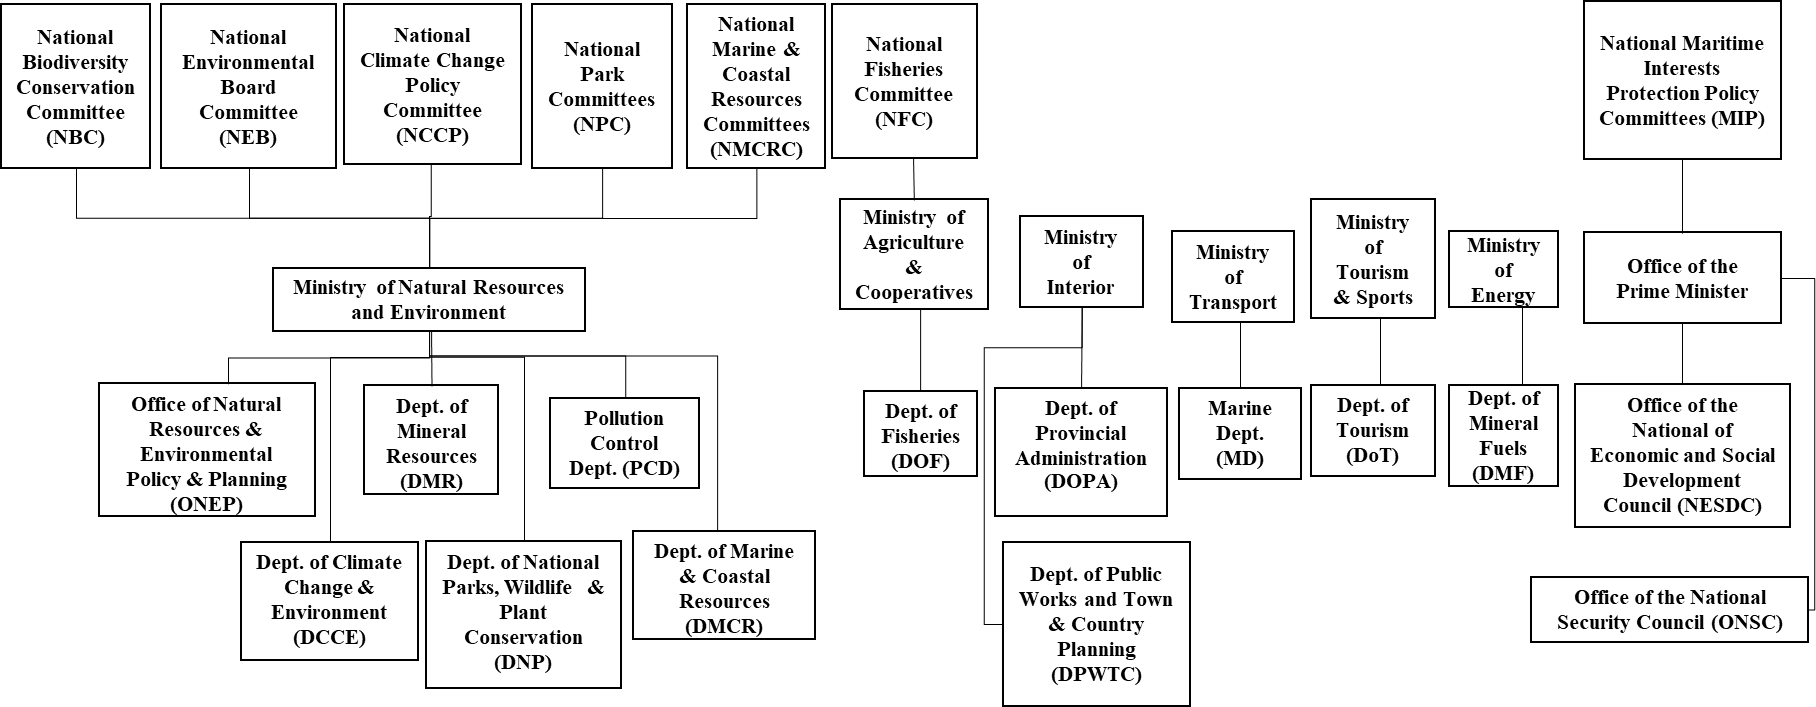 National
Biodiversity
Conservation
Committee
(NBC)
National
Environmental
Board
Committee
(NEB)
National
Climate Change
Policy
Committee
(NCCP)
National
Park
Committees
(NPC)
National
Marine &
Coastal
Resources
Committees
(NMCRC)
National
Fisheries
Committee
(NFC)
National Maritime
Interests
Protection Policy
Committees (MIP)
Ministry of Natural Resources
and Environment
Ministry of
Agriculture
&
Cooperatives
Ministry
of
Interior
Ministry
of
Transport
Ministry
of
Tourism
& Sports
Ministry
of
Energy
Office of the
Prime Minister
Office of Natural
Resources &
Environmental
Policy & Planning
(ONEP)
Dept. of
Mineral
Resources
(DMR)
Pollution
Control
Dept. (PCD)
Dept. of
Fisheries
(DOF)
Dept. of
Provincial
Administration
(DOPA)
Marine
Dept.
(MD)
Dept. of
Tourism
(DoT)
Dept. of
Mineral
Fuels
(DMF)
Office of the
National of
Economic and Social
Development
Council (NESDC)
Dept. of Climate
Change &
Environment
(DCCE)
Dept. of National
Parks, Wildlife &
Plant
Conservation
(DNP)
Dept. of Marine
& Coastal
Resources
(DMCR)
Dept. of Public
Works and Town
& Country
Planning
(DPWTC)
Office of the National
Security Council (ONSC)